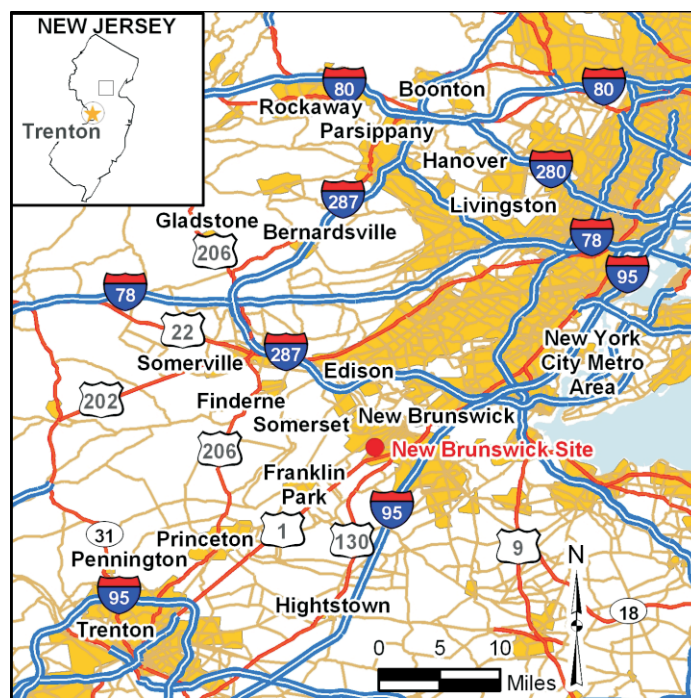 NEW JERSEY
Trenton
80
Boonton
80
Rockaway
Parsippany
Hanover
280
287
Livingston
Gladstone
206
Bernardsville
78
95
78
22
New York
City Metro
Area
287
Somerville
Edison
202
Finderne
New Brunswick
Somerset
206
New Brunswick Site
Franklin
Park
95
1
31
Princeton
130
9
Pennington
N
95
Hightstown
18
Trenton
0 5 10
Miles